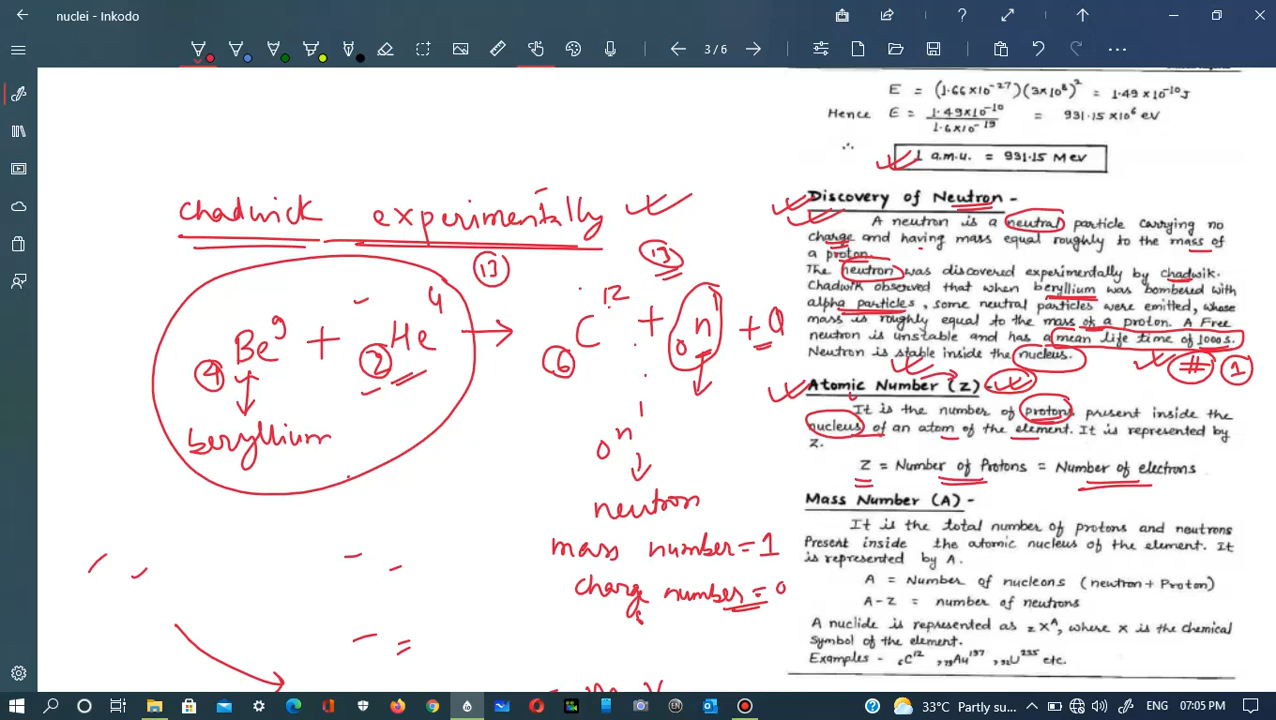 nuclei - Inkodo
3/6
E = (1.66×10⁻²⁷)(3×10⁸)² = 1.49×10⁻¹⁰J
Hence E = 1.49×10⁻¹⁰ / 1.6×10⁻¹⁹ = 931.15×10⁶ eV
∴ 1 a.m.u. = 931.15 Mev
Discovery of Neutron -
A neutron is a neutral particle carrying no
charge and having mass equal roughly to the mass of
a proton.
The neutron was discovered experimentally by chadwik.
Chadwik observed that when beryllium was bombered with
alpha particles, some neutral particles were emitted, whose
mass is roughly equal to the mass of a proton. A Free
neutron is unstable and has a mean life time of 1000s.
Neutron is stable inside the nucleus.
# 1
Atomic Number (Z) -
It is the number of protons present inside the
nucleus of an atom of the element. It is represented by
Z.
Z = Number of Protons = Number of electrons
Mass Number (A) -
It is the total number of protons and neutrons
Present inside the atomic nucleus of the element. It
is represented by A.
A = Number of nucleons (neutron + Proton)
A-Z = number of neutrons
A nuclide is represented as zXᴬ, where X is the chemical
symbol of the element.
Examples - ₆C¹², ₇₉Au¹⁹⁷, ₉₂U²³⁵ etc.
chadwick experimentally
13 13
₄Be⁹ + ₂He⁴ → ₆C¹² + ₀n¹ + Q
beryllium
₀n
neutron
mass number = 1
charge number = 0
33°C Partly su... ENG 07:05 PM